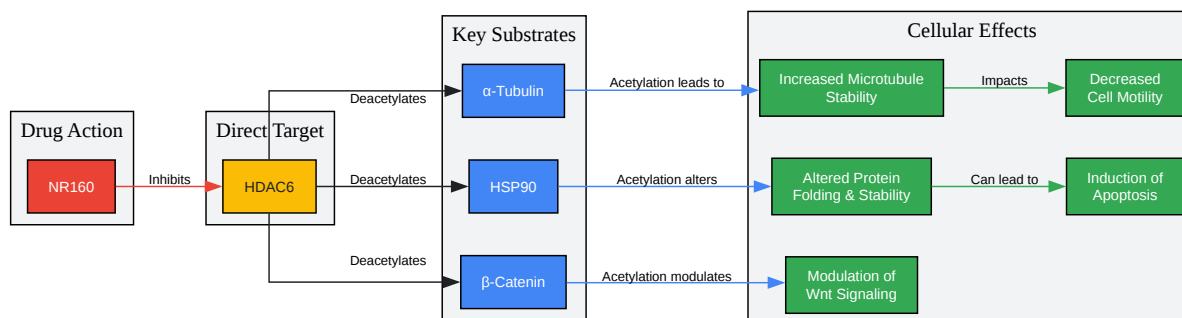 Drug Action
NR160
Inhibits
Direct Target
HDAC6
Deacetylates
Deacetylates
Deacetylates
Key Substrates
α-Tubulin
HSP90
β-Catenin
Acetylation leads to
Acetylation alters
Acetylation modulates
Cellular Effects
Increased Microtubule
Stability
Impacts
Decreased
Cell Motility
Altered Protein
Folding & Stability
Can lead to
Induction of
Apoptosis
Modulation of
Wnt Signaling